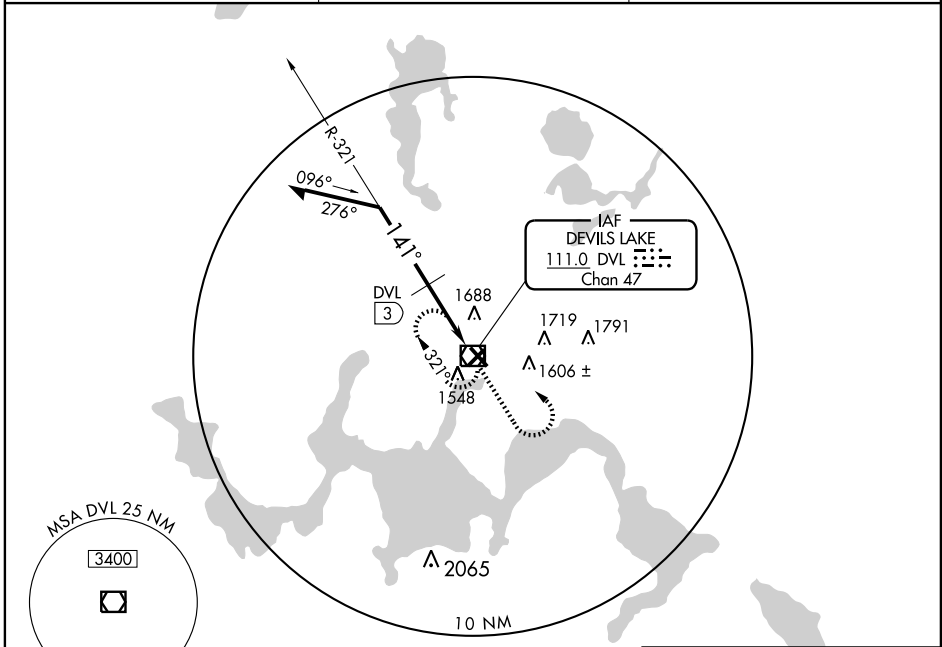 R-321
096°
276°
141°
IAF
DEVILS LAKE
111.0 DVL
Chan 47
DVL
3
1688
1719
1791
1606 ±
321°
1548
MSA DVL 25 NM
3400
2065
10 NM